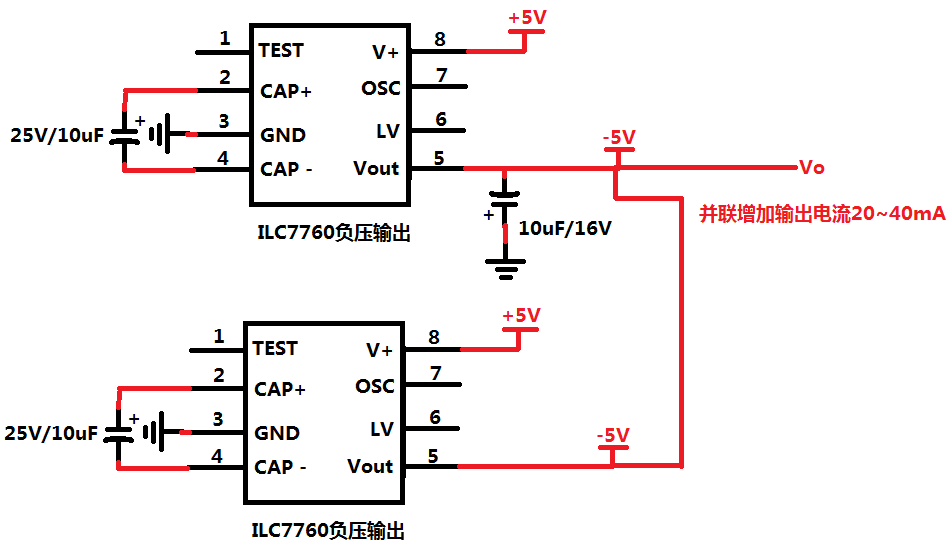 +5V
1 TEST V+ 8
2 CAP+ OSC 7
25V/10uF + 3 GND LV 6
4 CAP - Vout 5 -5V Vo
+ 10uF/16V 并联增加输出电流20~40mA
ILC7760负压输出
+5V
1 TEST V+ 8
2 CAP+ OSC 7
25V/10uF + 3 GND LV 6
4 CAP - Vout 5 -5V
ILC7760负压输出